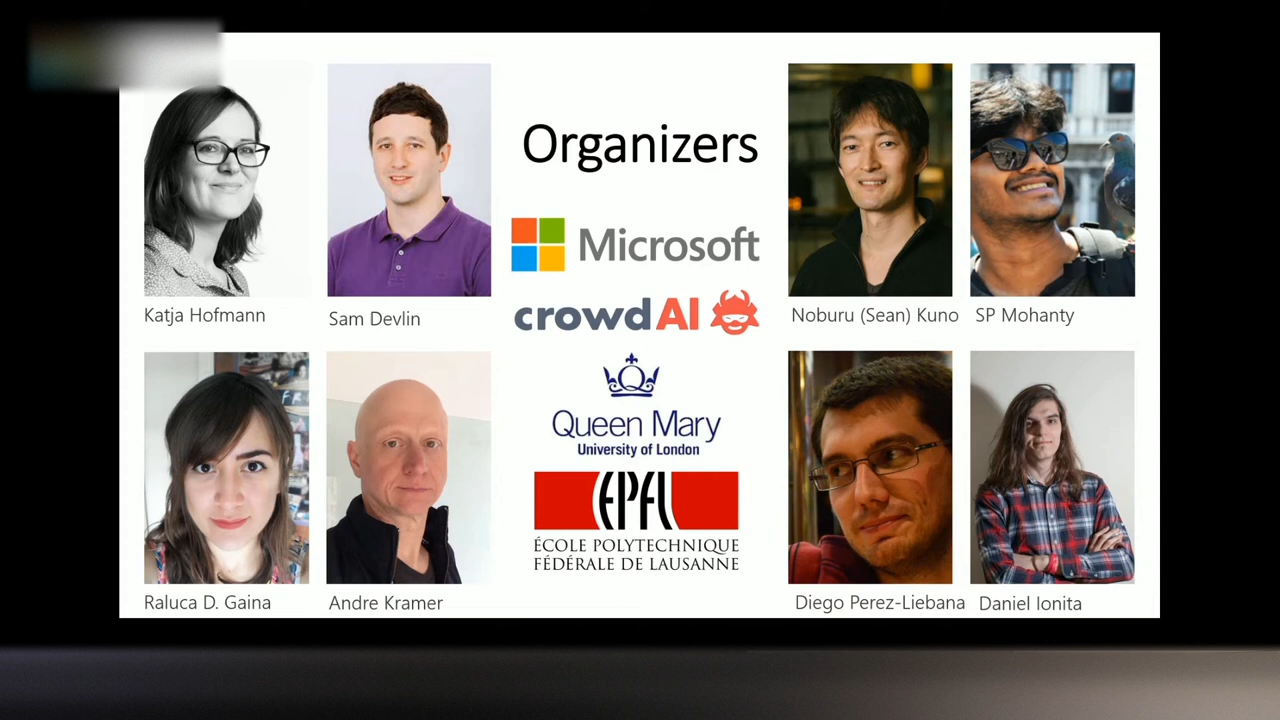 Organizers
Microsoft
crowdAI
Queen Mary
University of London
EPFL
ÉCOLE POLYTECHNIQUE
FÉDÉRALE DE LAUSANNE
Katja Hofmann
Sam Devlin
Noburu (Sean) Kuno
SP Mohanty
Raluca D. Gaina
Andre Kramer
Diego Perez-Liebana
Daniel Ionita